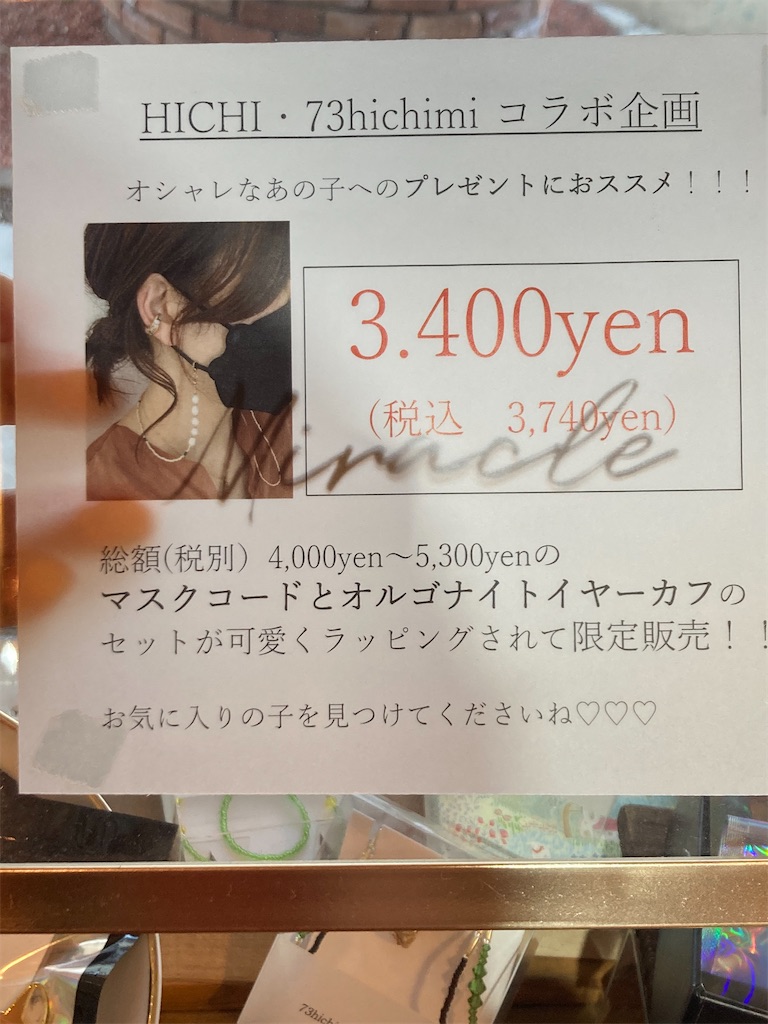 HICHI・73hichimi コラボ企画
オシャレなあの子へのプレゼントにおススメ！！！
3.400yen
(税込　3,740yen)
Miracle
総額(税別）4,000yen～5,300yenの
マスクコードとオルゴナイトイヤーカフの
セットが可愛くラッピングされて限定販売！！
お気に入りの子を見つけてくださいね♡♡♡